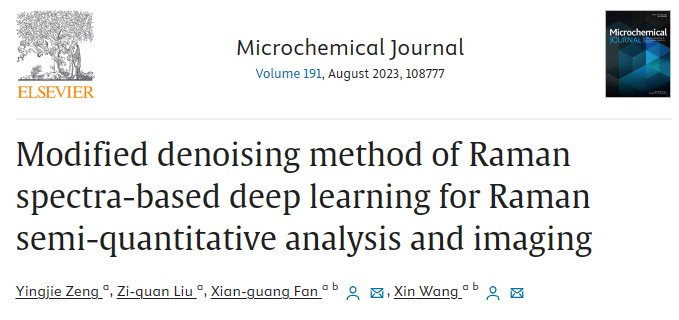 ELSEVIER
Microchemical Journal
Volume 191, August 2023, 108777
Microchemical
JOURNAL
Modified denoising method of Raman
spectra-based deep learning for Raman
semi-quantitative analysis and imaging
Yingjie Zeng a, Zi-quan Liu a, Xian-guang Fan a b, Xin Wang a b